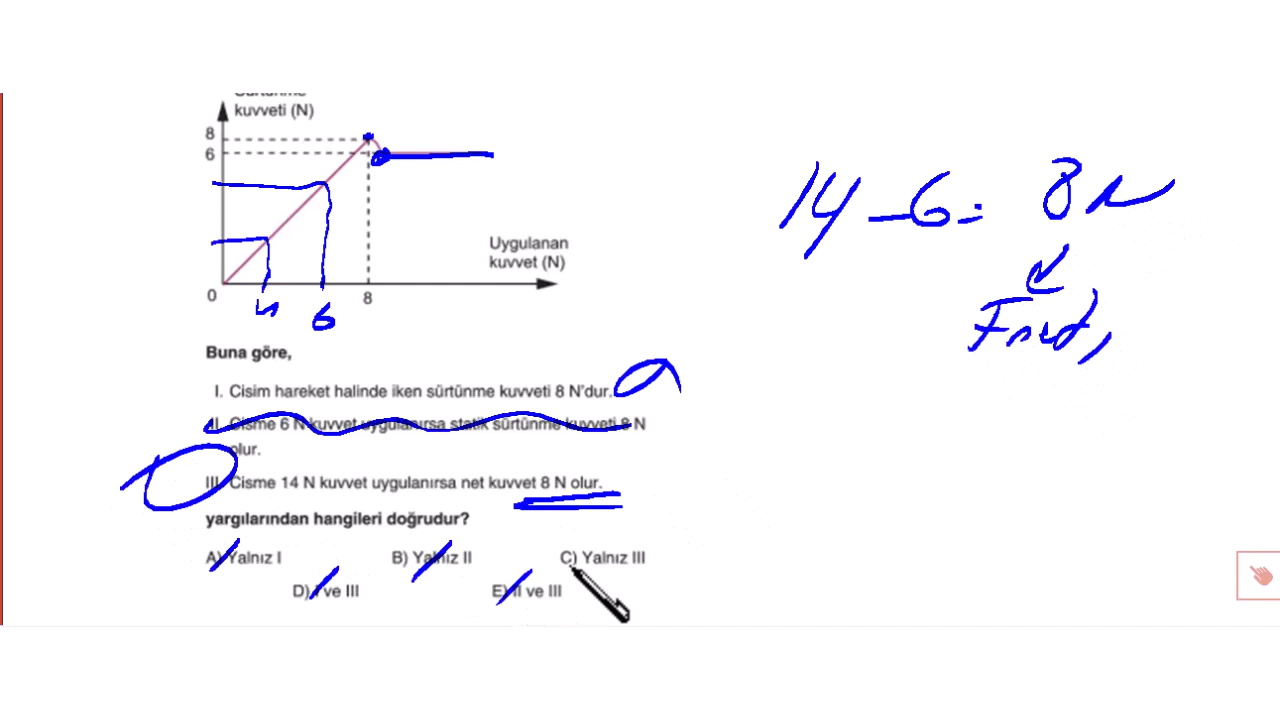 kuvveti (N)
8
6
Uygulanan
kuvvet (N)
0
8
4
6
14 - 6 = 8 N
Fnet
Buna göre,
I. Cisim hareket halinde iken sürtünme kuvveti 8 N'dur.
II. Cisme 6 N kuvvet uygulanırsa statik sürtünme kuvveti 8 N
olur.
III. Cisme 14 N kuvvet uygulanırsa net kuvvet 8 N olur.
yargılarından hangileri doğrudur?
A) Yalnız I
B) Yalnız II
C) Yalnız III
D) I ve III
E) II ve III